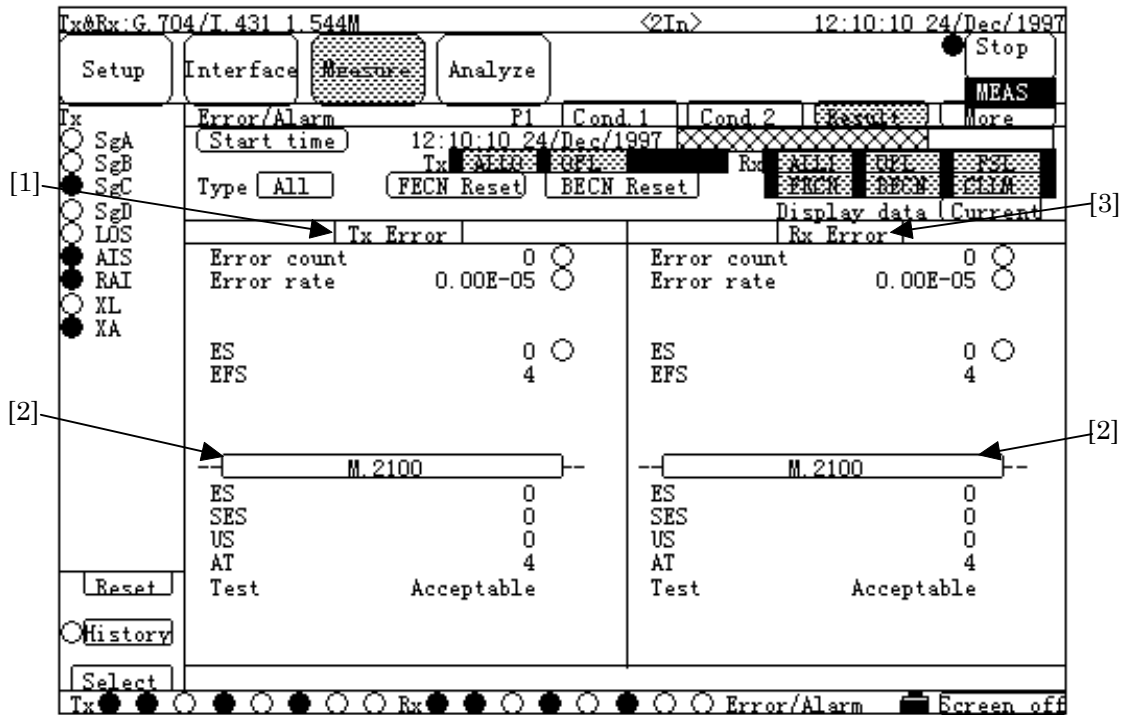 Tx&Rx:G.704/I.431 1.544M <2In> 12:10:10 24/Dec/1997
Setup Interface Measure Analyze Stop
MEAS
Tx Error/Alarm P1 Cond.1 Cond.2 Result More
SgA Start time 12:10:10 24/Dec/1997
SgB Tx ALL0 OFL Rx ALL1 UFL PSL
[1] SgC Type All FECN Reset BECN Reset FECN BECN CLLM
SgD Display data Current [3]
LOS Tx Error Rx Error
AIS Error count 0 Error count 0
RAI Error rate 0.00E-05 Error rate 0.00E-05
XL
XA
ES 0 ES 0
EFS 4 EFS 4
[2] [2]
M.2100 M.2100
ES 0 ES 0
SES 0 SES 0
US 0 US 0
AT 4 AT 4
Reset Test Acceptable Test Acceptable
History
Select
Tx Rx Error/Alarm Screen off